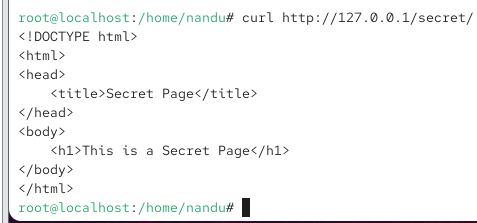 root@localhost:/home/nandu# curl http://127.0.0.1/secret/
<!DOCTYPE html>
<html>
<head>
    <title>Secret Page</title>
</head>
<body>
    <h1>This is a Secret Page</h1>
</body>
</html>
root@localhost:/home/nandu#